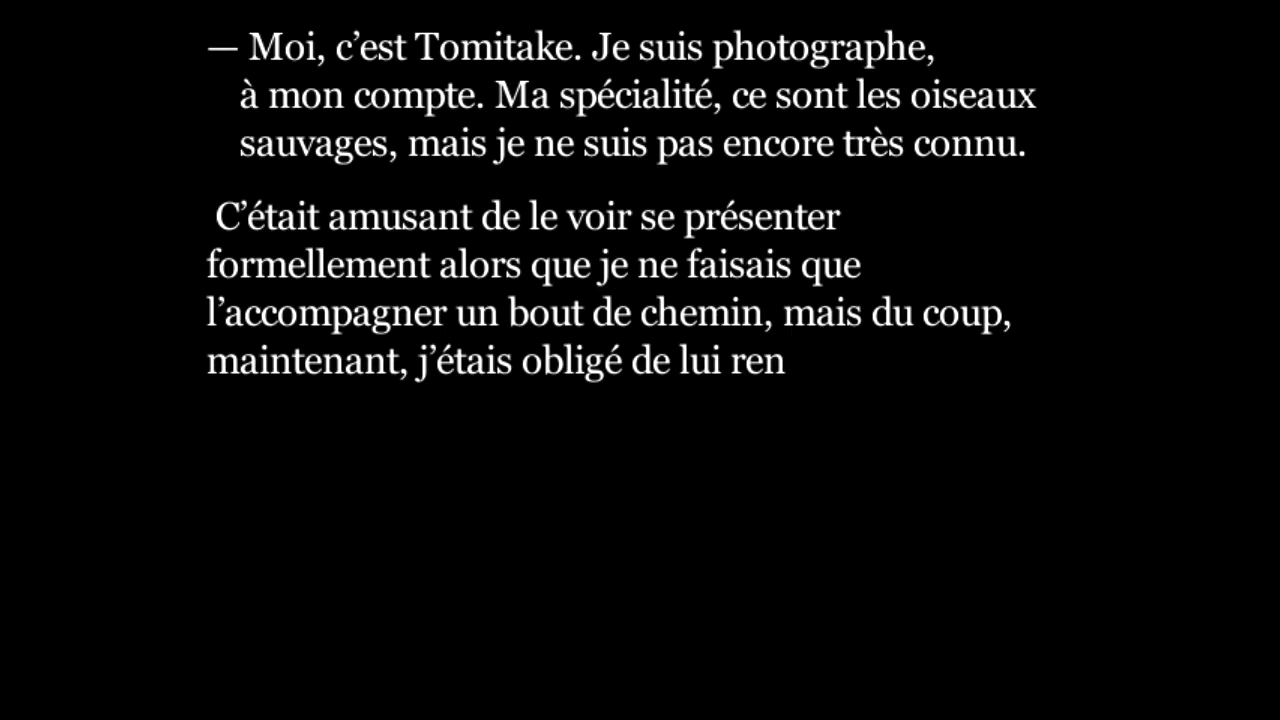 — Moi, c’est Tomitake. Je suis photographe,
à mon compte. Ma spécialité, ce sont les oiseaux
sauvages, mais je ne suis pas encore très connu.
C’était amusant de le voir se présenter
formellement alors que je ne faisais que
l’accompagner un bout de chemin, mais du coup,
maintenant, j’étais obligé de lui ren